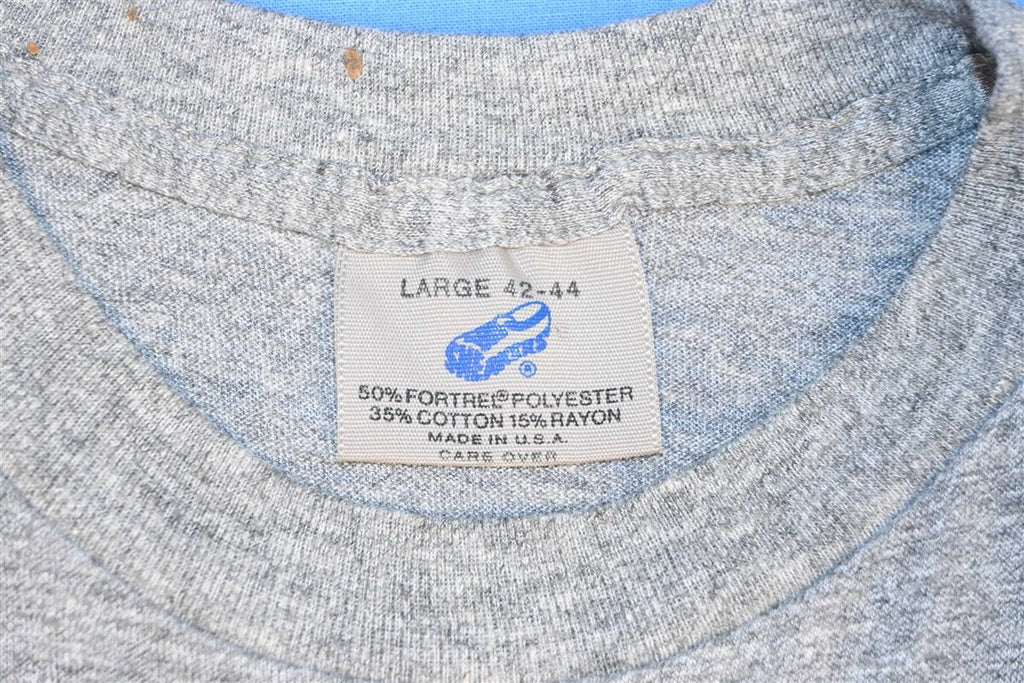 LARGE 42-44
®
50% FORTREL® POLYESTER
35% COTTON 15% RAYON
MADE IN U.S.A.
CARE OVER